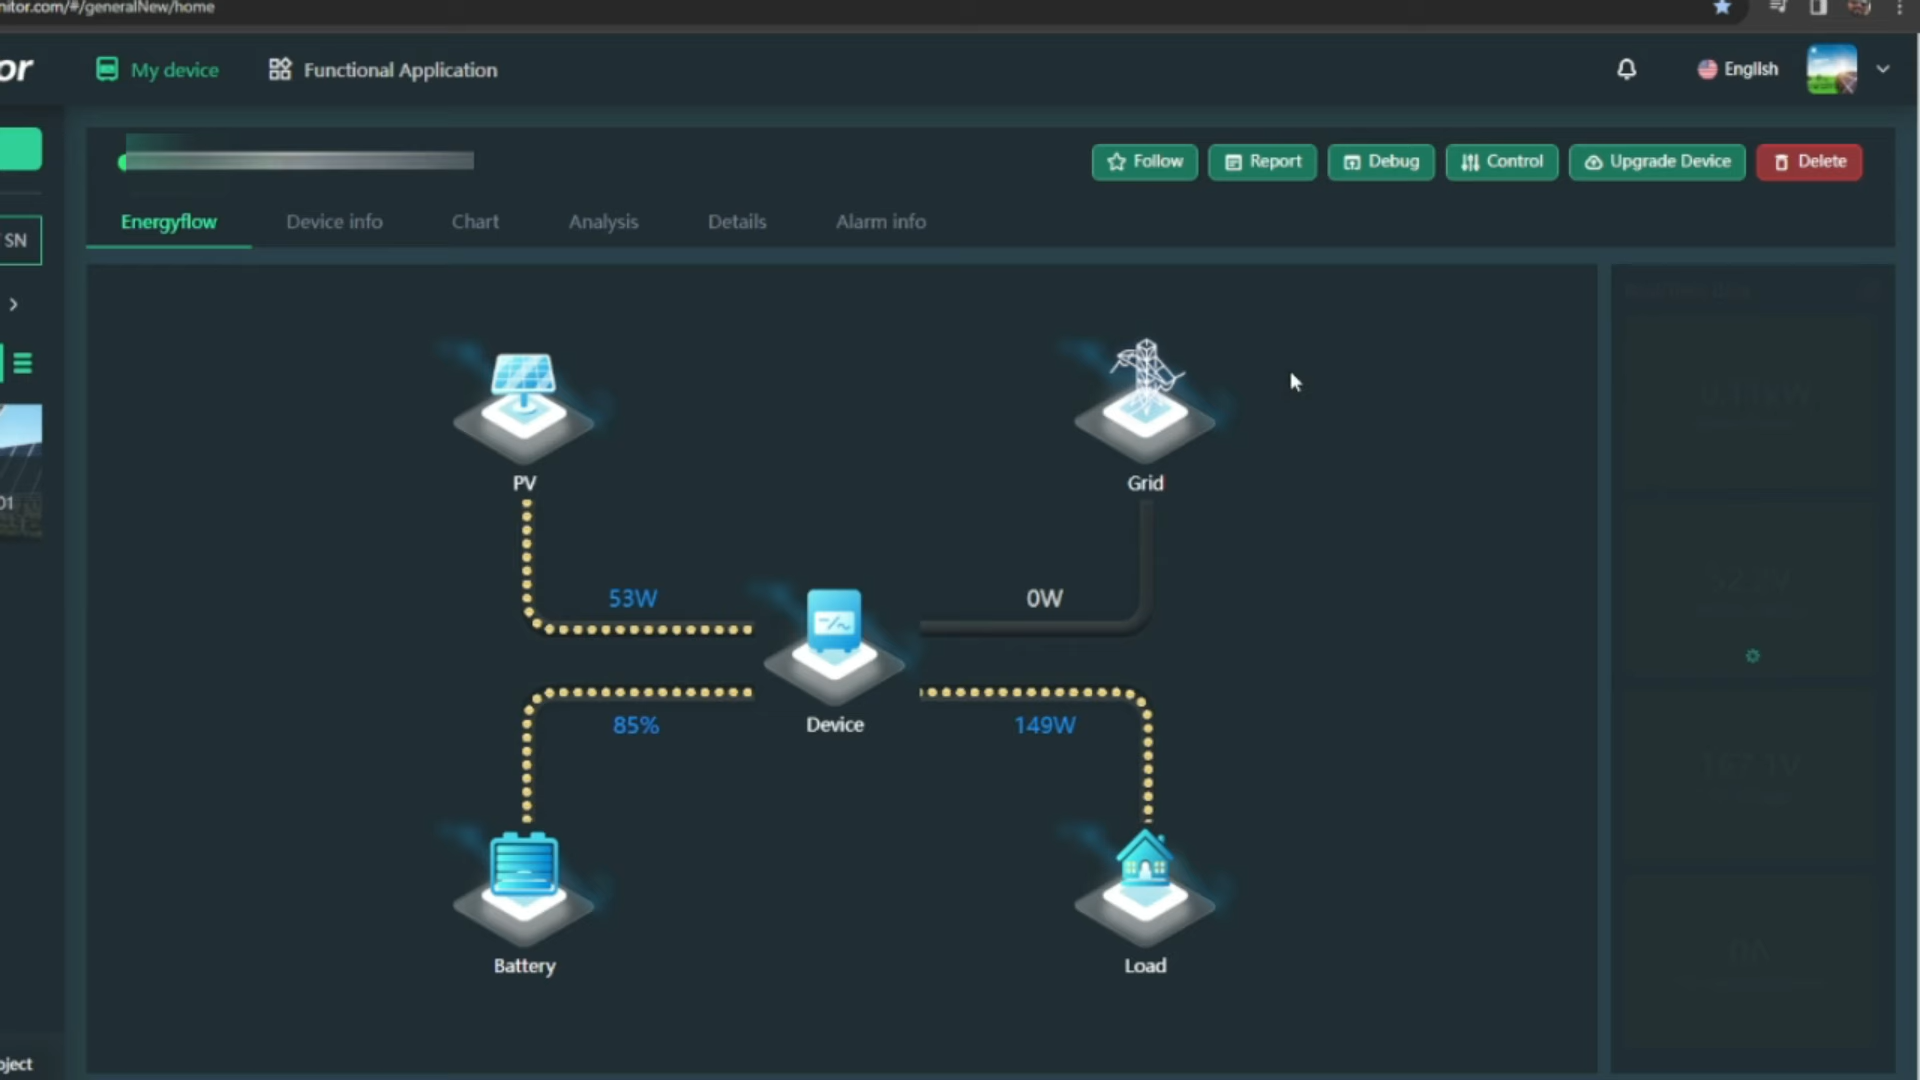 nitor.com/#/generalNew/home
or
My device
Functional Application
English
Follow
Report
Debug
Control
Upgrade Device
Delete
SN
Energyflow
Device info
Chart
Analysis
Details
Alarm info
PV
Grid
53W
0W
Device
85%
149W
Battery
Load
01
oject